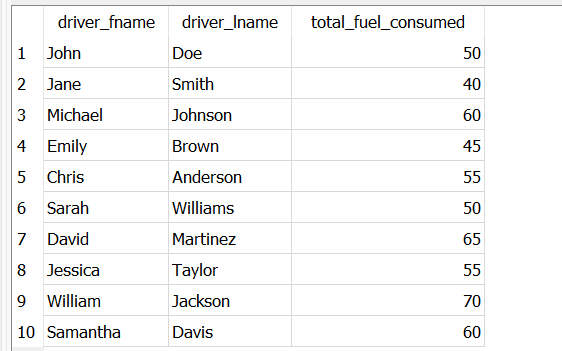 driver_fname driver_lname total_fuel_consumed
1 John Doe 50
2 Jane Smith 40
3 Michael Johnson 60
4 Emily Brown 45
5 Chris Anderson 55
6 Sarah Williams 50
7 David Martinez 65
8 Jessica Taylor 55
9 William Jackson 70
10 Samantha Davis 60